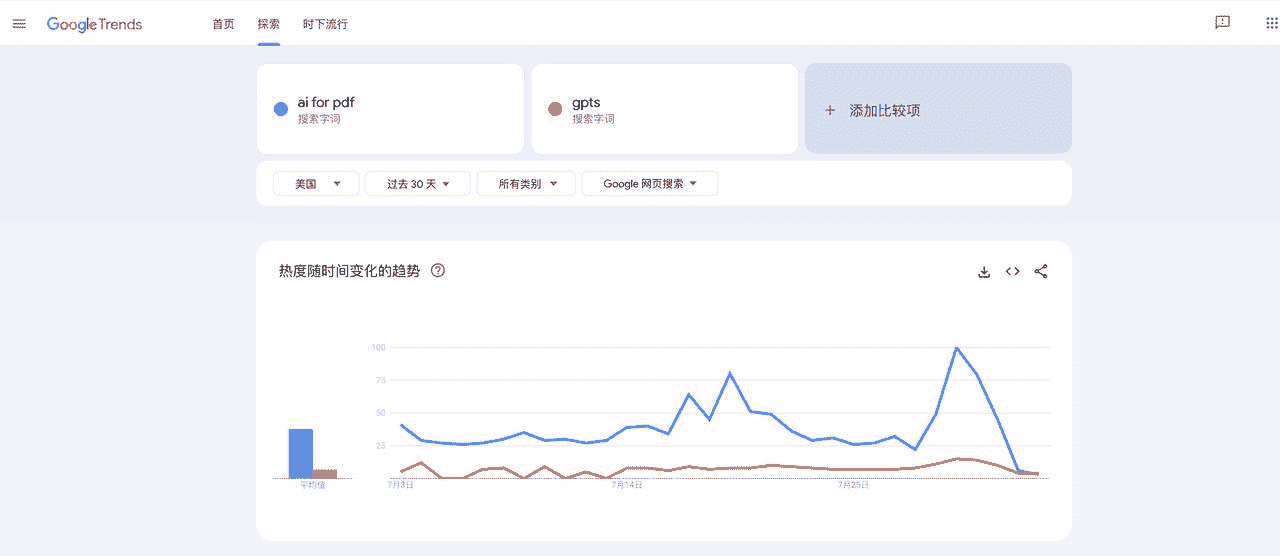 Google Trends
首页 探索 时下流行
ai for pdf
搜索字词
gpts
搜索字词
+ 添加比较项
美国
过去 30 天
所有类别
Google 网页搜索
热度随时间变化的趋势
100
75
50
25
平均值
7月3日 7月14日 7月25日